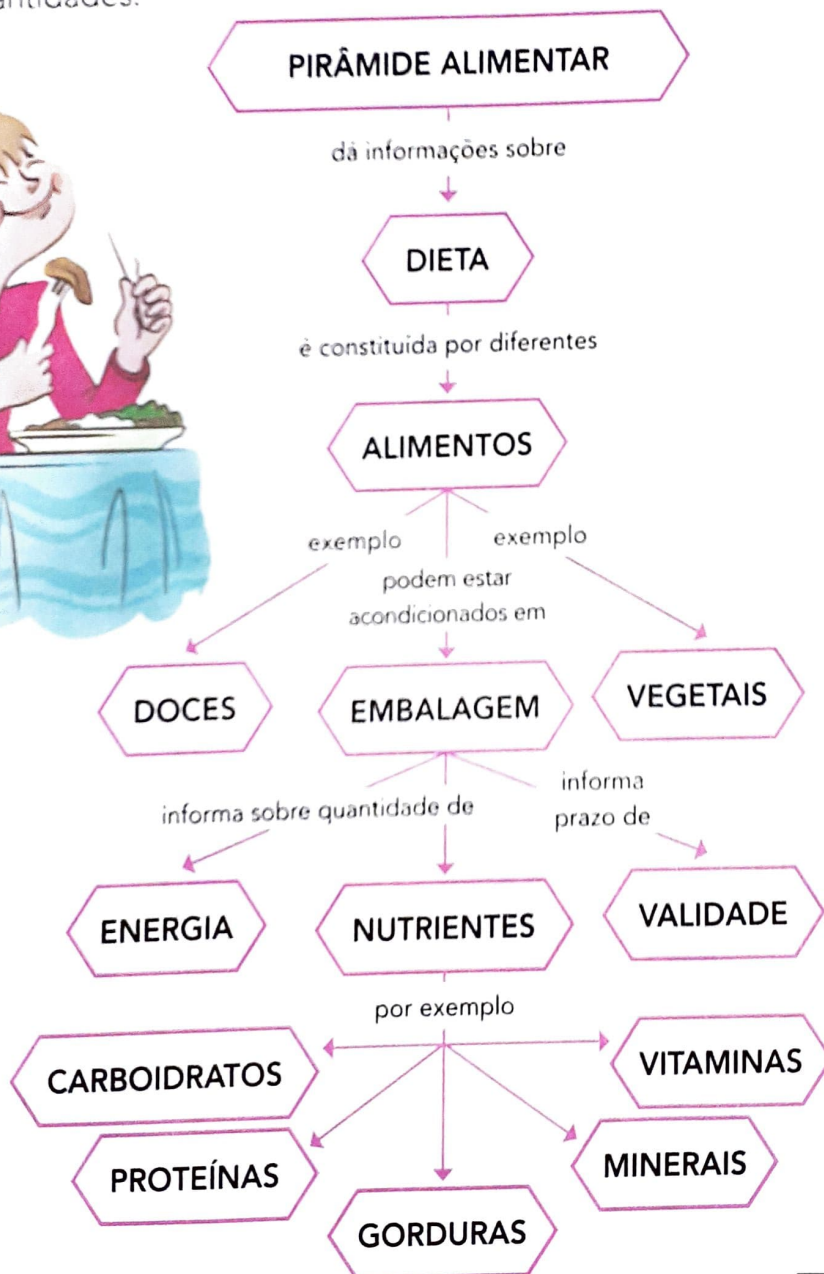 PIRÂMIDE ALIMENTAR
dá informações sobre
DIETA
é constituída por diferentes
ALIMENTOS
exemplo
exemplo
podem estar
acondicionados em
DOCES
EMBALAGEM
VEGETAIS
informa sobre quantidade de
informa
prazo de
ENERGIA
NUTRIENTES
VALIDADE
por exemplo
CARBOIDRATOS
VITAMINAS
PROTEÍNAS
MINERAIS
GORDURAS